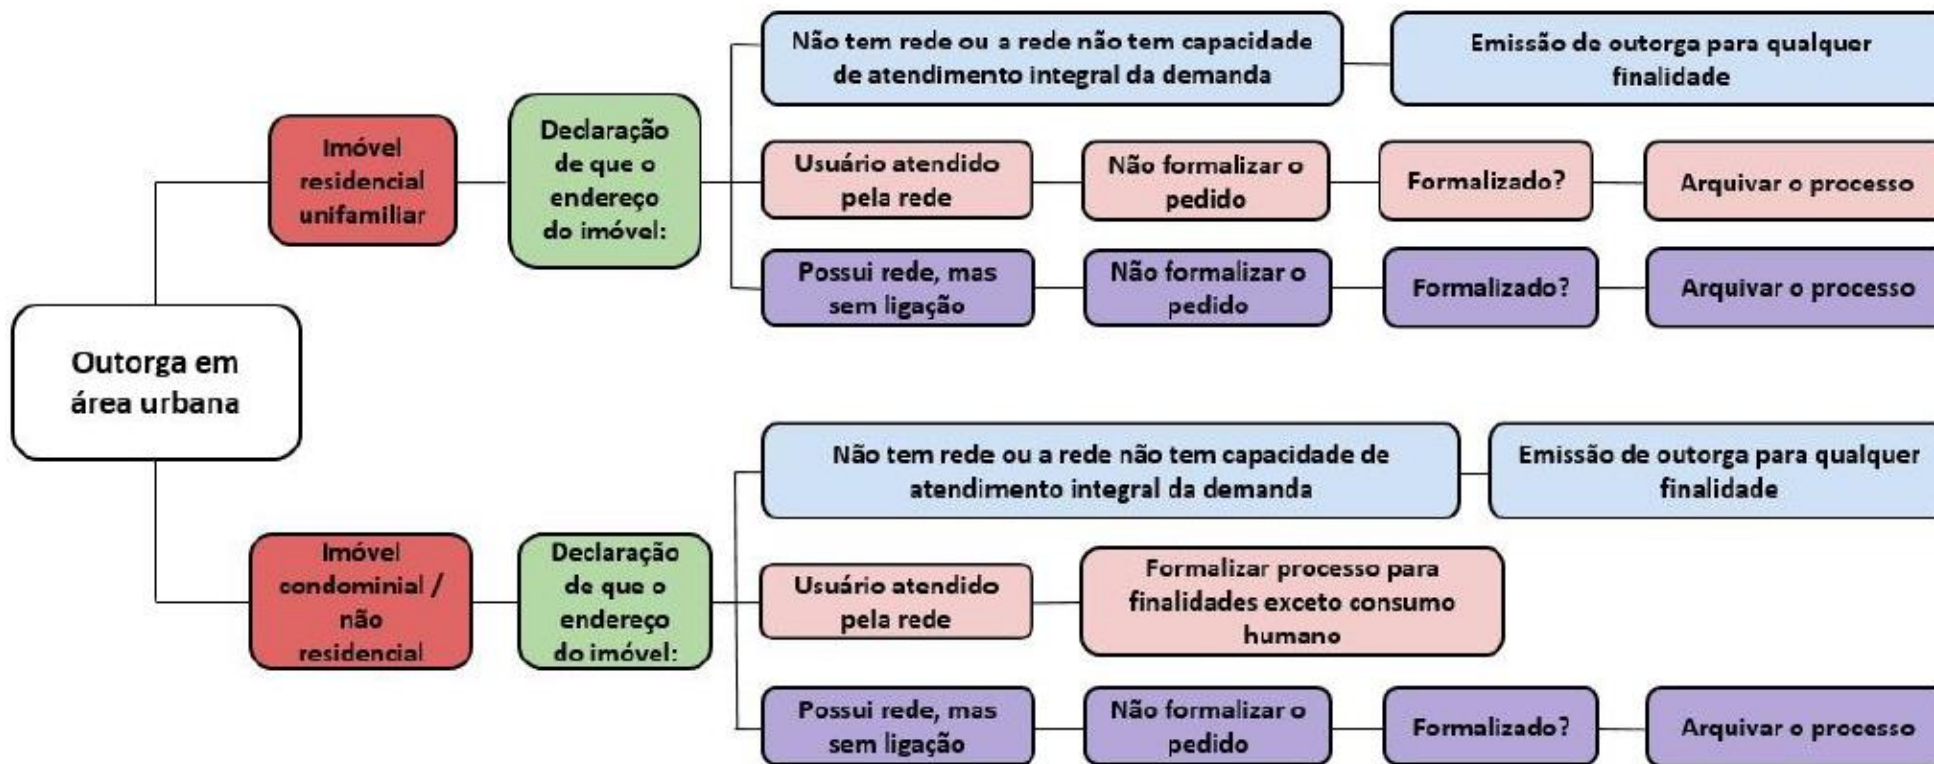 Outorga em
área urbana
Imóvel
residencial
unifamiliar
Declaração
de que o
endereço
do imóvel:
Não tem rede ou a rede não tem capacidade
de atendimento integral da demanda
Emissão de outorga para qualquer
finalidade
Usuário atendido
pela rede
Não formalizar o
pedido
Formalizado?
Arquivar o processo
Possui rede, mas
sem ligação
Não formalizar o
pedido
Formalizado?
Arquivar o processo
Imóvel
condominial /
não
residencial
Declaração
de que o
endereço
do imóvel:
Não tem rede ou a rede não tem capacidade de
atendimento integral da demanda
Emissão de outorga para qualquer
finalidade
Usuário atendido
pela rede
Formalizar processo para
finalidades exceto consumo
humano
Possui rede, mas
sem ligação
Não formalizar o
pedido
Formalizado?
Arquivar o processo